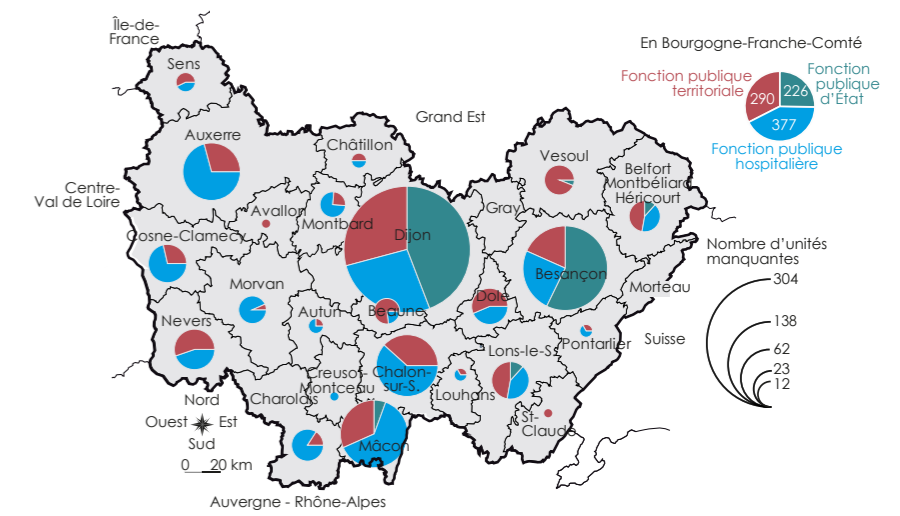 Île-de-
France
Sens
En Bourgogne-Franche-Comté
Fonction publique
territoriale
Fonction
publique
d’État
290
226
377
Fonction publique
hospitalière
Grand Est
Auxerre
Châtillon
Vesoul
Belfort
Montbéliard
Héricourt
Centre-
Val de Loire
Avallon
Montbard
Gray
Cosne-Clamecy
Dijon
Besançon
Nombre d’unités
manquantes
304
138
62
23
12
Morvan
Morteau
Dole
Autun
Beaune
Nevers
Pontarlier
Suisse
Lons-le-S.
Creusot-
Montceau
Chalon-
sur-S.
Louhans
Charolais
St-
Claude
Mâcon
Nord
Ouest
Est
Sud
0
20 km
Auvergne - Rhône-Alpes